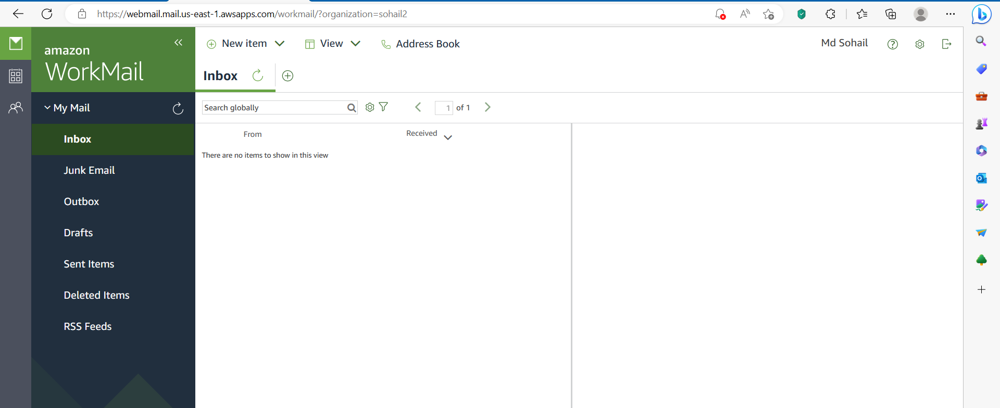 https://webmail.mail.us-east-1.awsapps.com/workmail/?organization=sohail2
amazon
WorkMail
New item
View
Address Book
Md Sohail
Inbox
My Mail
Search globally
1 of 1
Inbox
From
Received
There are no items to show in this view
Junk Email
Outbox
Drafts
Sent Items
Deleted Items
RSS Feeds